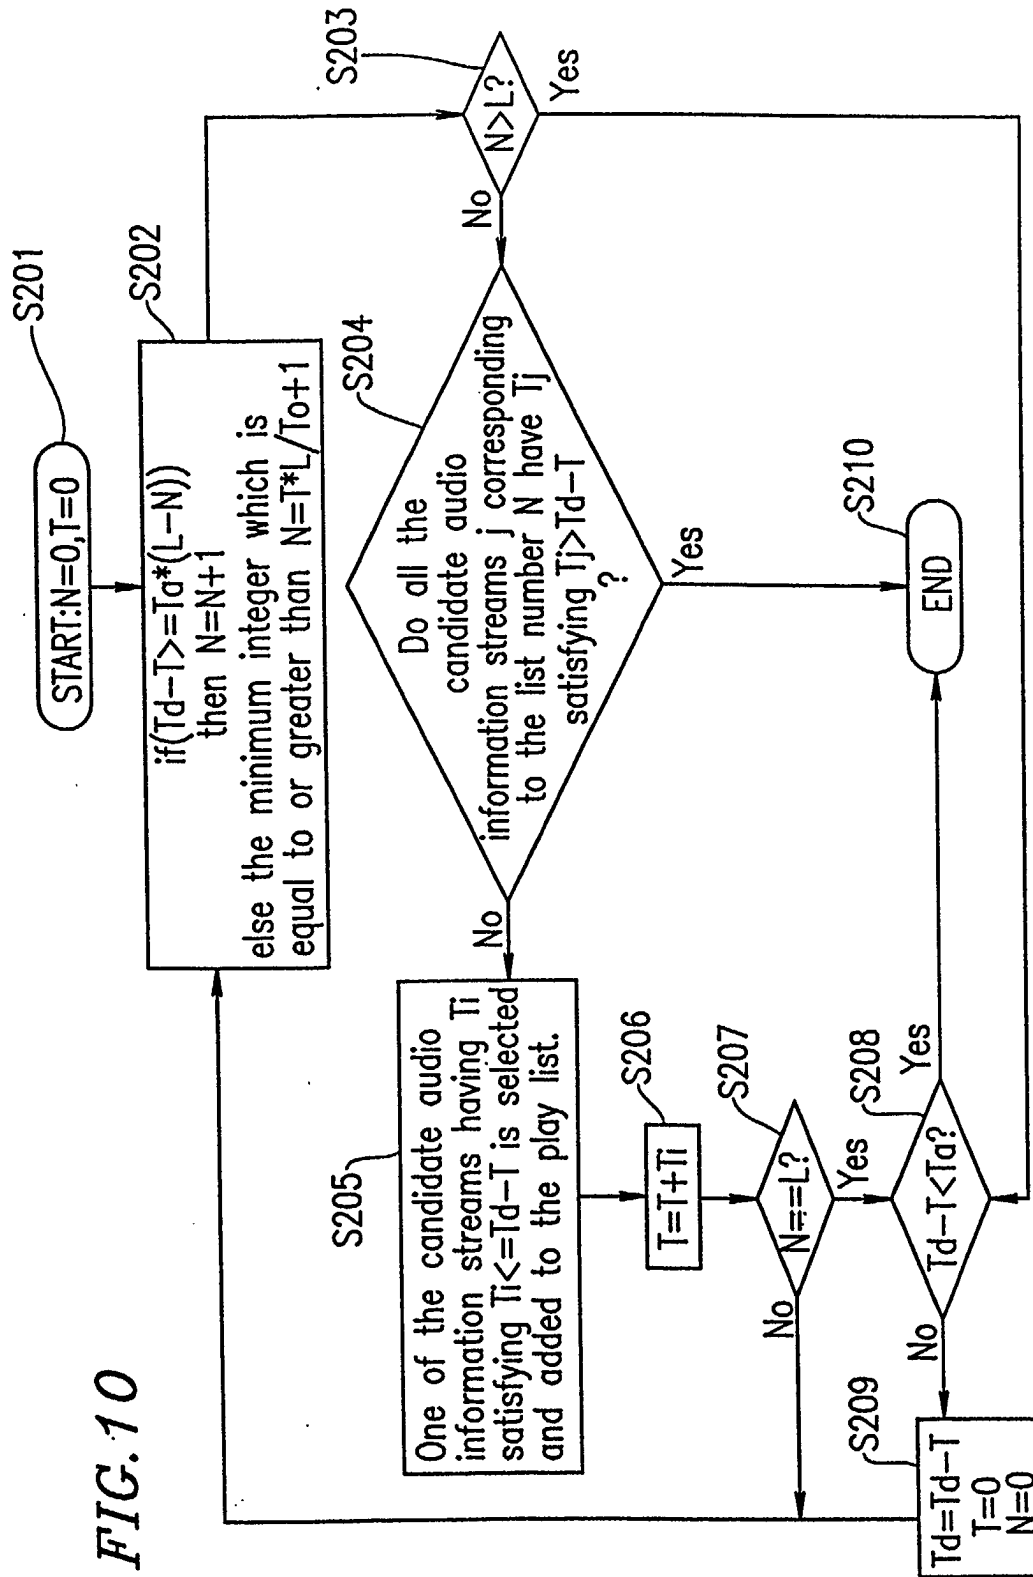 FIG.10
START:N=0,T=0
S201
if(Td-T>=Ta*(L-N))
then N=N+1
else the minimum integer which is
equal to or greater than N=T*L/To+1
S202
N>L?
S203
Yes
No
Do all the
candidate audio
information streams j corresponding
to the list number N have Tj
satisfying Tj>Td-T
?
S204
Yes
No
One of the candidate audio
information streams having Ti
satisfying Ti<=Td-T is selected
and added to the play list.
S205
T=T+Ti
S206
N==L?
S207
No
Yes
Td-T<Ta?
S208
Yes
No
Td=Td-T
T=0
N=0
S209
END
S210